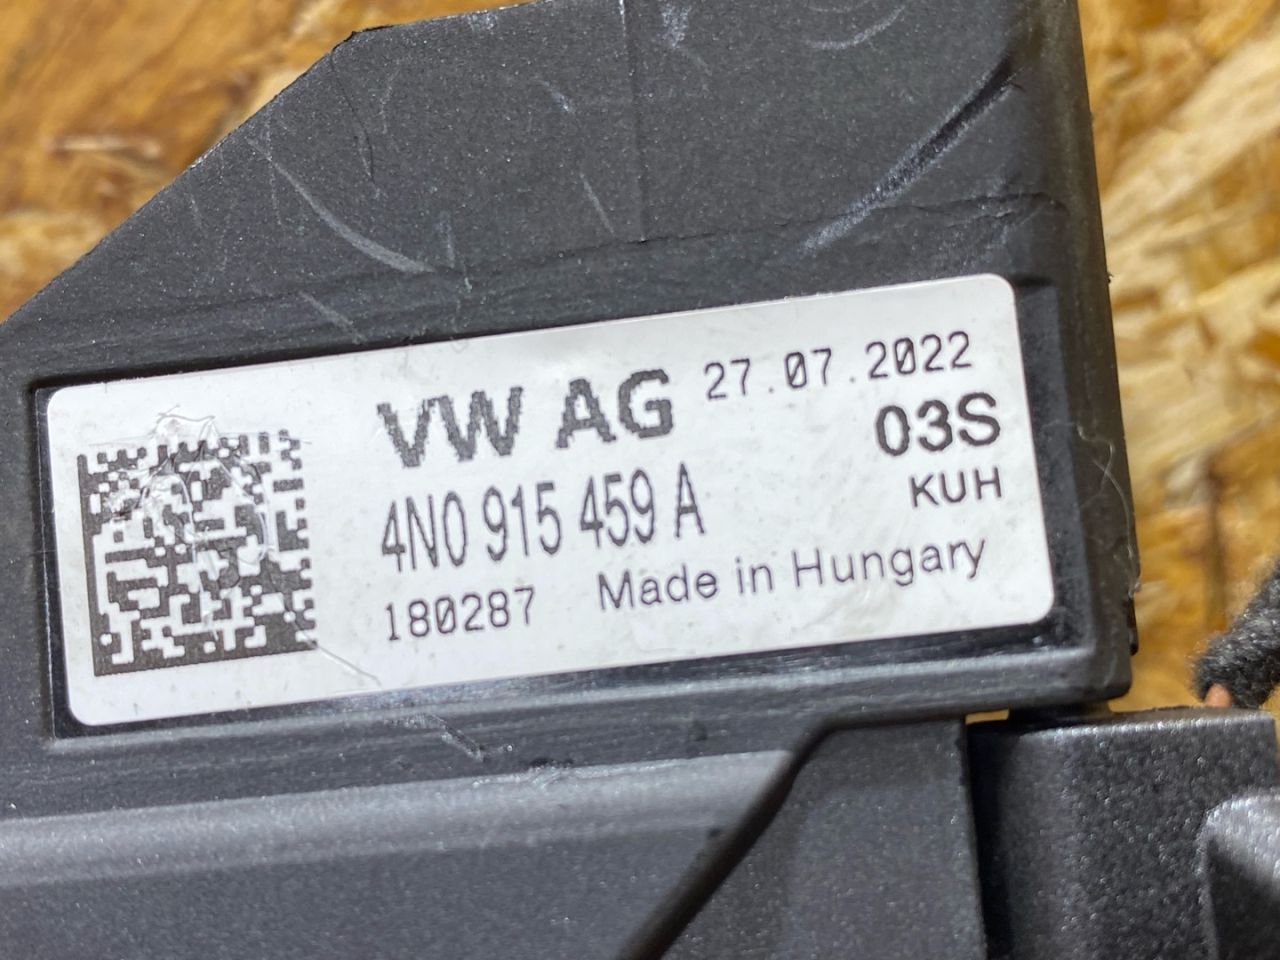 VW AG 27.07.2022
03S
4N0 915 459 A KUH
180287 Made in Hungary